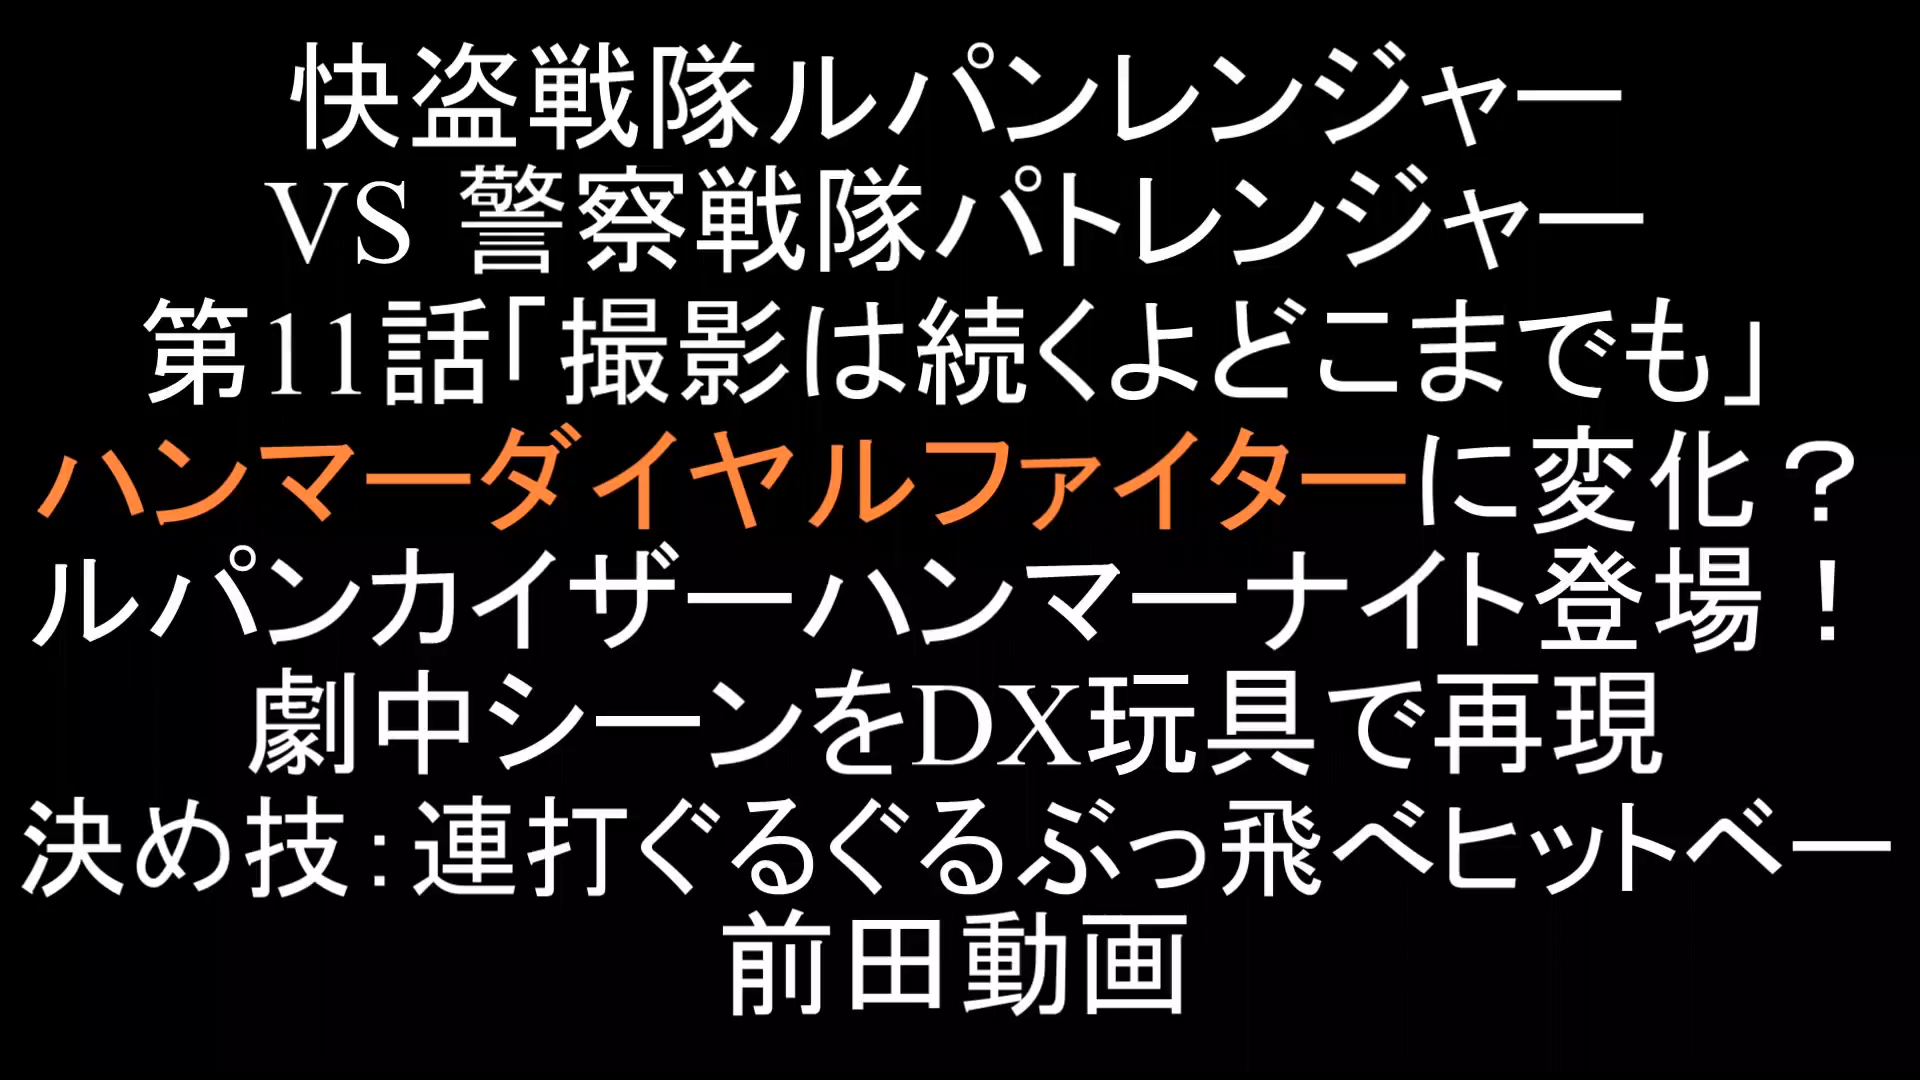 快盗戦隊ルパンレンジャー
VS 警察戦隊パトレンジャー
第11話「撮影は続くよどこまでも」
ハンマーダイヤルファイターに変化？
ルパンカイザーハンマーナイト登場！
劇中シーンをDX玩具で再現
決め技：連打ぐるぐるぶっ飛べヒットベー
前田動画